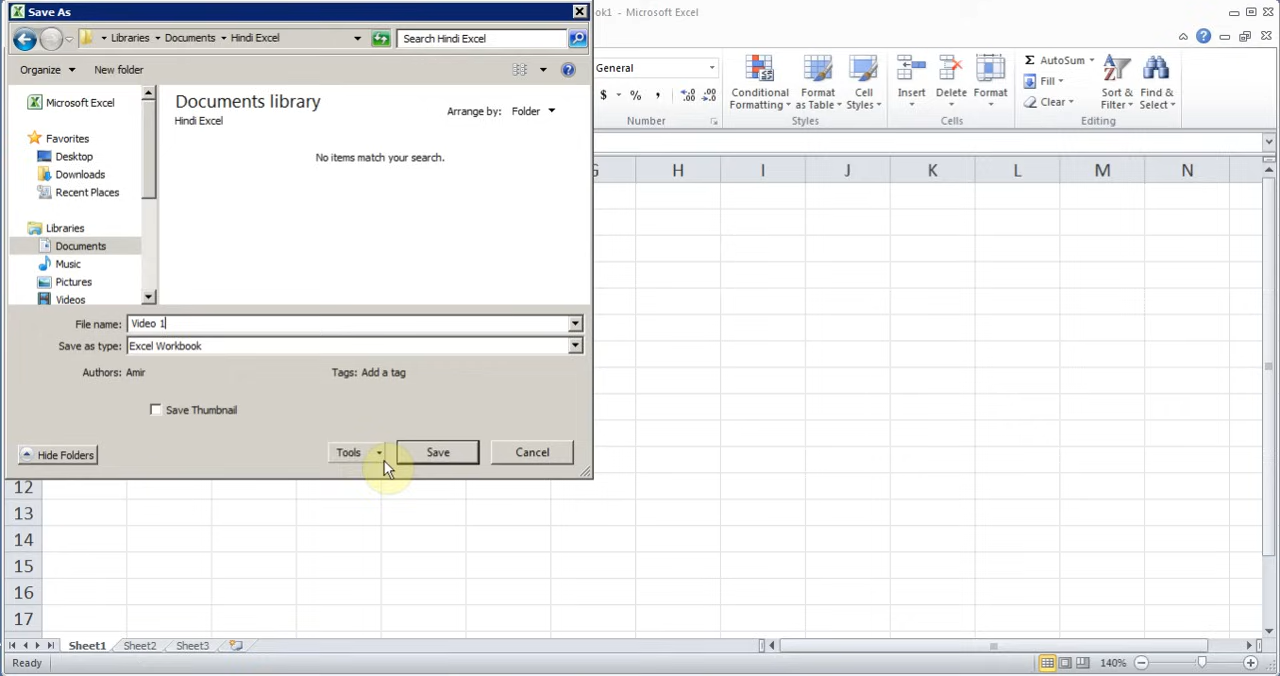 Save As
ok1 - Microsoft Excel
Libraries Documents Hindi Excel
Search Hindi Excel
Organize New folder
Microsoft Excel
Favorites
Desktop
Downloads
Recent Places
Libraries
Documents
Music
Pictures
Videos
Documents library
Hindi Excel
Arrange by: Folder
No items match your search.
File name: Video 1
Save as type: Excel Workbook
Authors: Amir Tags: Add a tag
Save Thumbnail
Hide Folders Tools Save Cancel
General
$ % , .00
Number
Conditional Formatting
Format as Table
Cell Styles
Styles
Insert Delete Format
Cells
Σ AutoSum
Fill
Clear
Sort & Filter
Find & Select
Editing
G H I J K L M N
12
13
14
15
16
17
Sheet1 Sheet2 Sheet3
Ready 140%